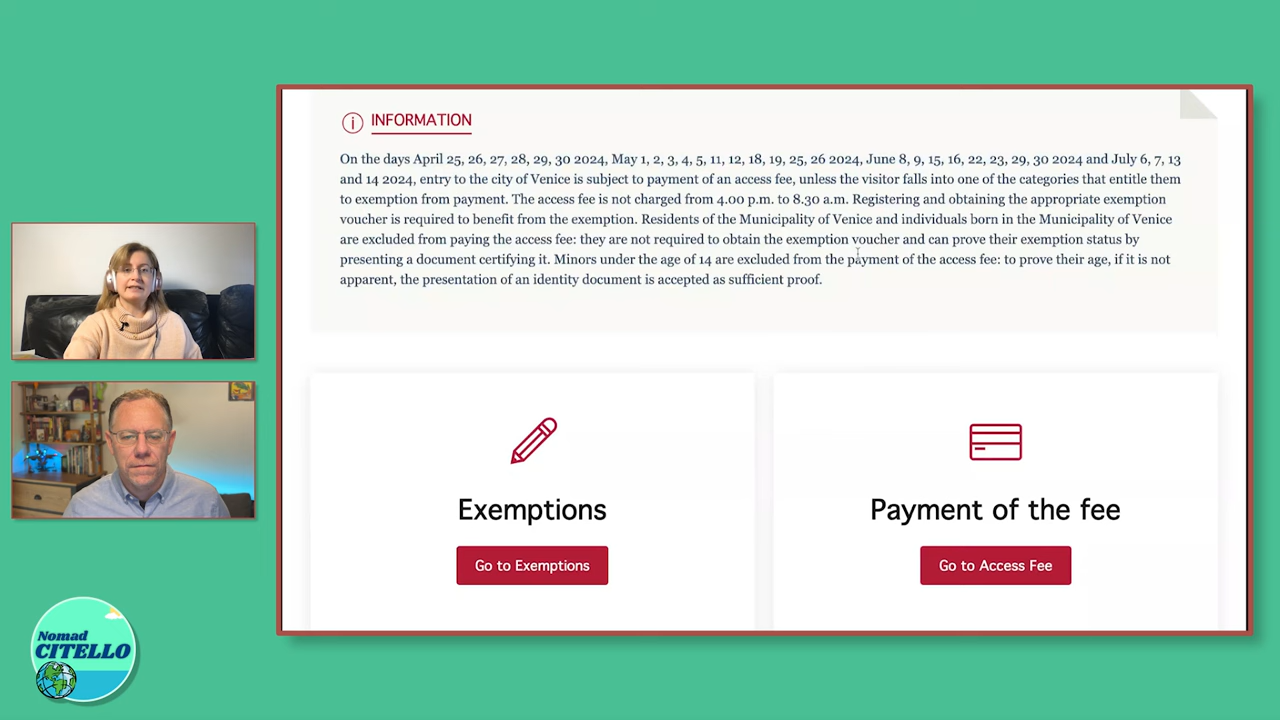 INFORMATION
On the days April 25, 26, 27, 28, 29, 30 2024, May 1, 2, 3, 4, 5, 11, 12, 18, 19, 25, 26 2024, June 8, 9, 15, 16, 22, 23, 29, 30 2024 and July 6, 7, 13
and 14 2024, entry to the city of Venice is subject to payment of an access fee, unless the visitor falls into one of the categories that entitle them
to exemption from payment. The access fee is not charged from 4.00 p.m. to 8.30 a.m. Registering and obtaining the appropriate exemption
voucher is required to benefit from the exemption. Residents of the Municipality of Venice and individuals born in the Municipality of Venice
are excluded from paying the access fee: they are not required to obtain the exemption voucher and can prove their exemption status by
presenting a document certifying it. Minors under the age of 14 are excluded from the payment of the access fee: to prove their age, if it is not
apparent, the presentation of an identity document is accepted as sufficient proof.
Exemptions
Go to Exemptions
Payment of the fee
Go to Access Fee
Nomad
CITELLO